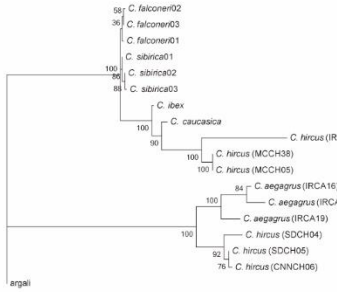 58 C. falconeri02
36 C. falconeri03
C. falconeri01
C. sibirica01
100
C. sibirica02
86
88 C. sibirica03
C. ibex
100 C. caucasica
90 C. hircus (IR
100 C. hircus (MCCH38)
100 C. hircus (MCCH05)
84 C. aegagrus (IRCA16)
100 C. aegagrus (IRCA
C. aegagrus (IRCA19)
100 C. hircus (SDCH04)
92 C. hircus (SDCH05)
76 C. hircus (CNNCH06)
argali